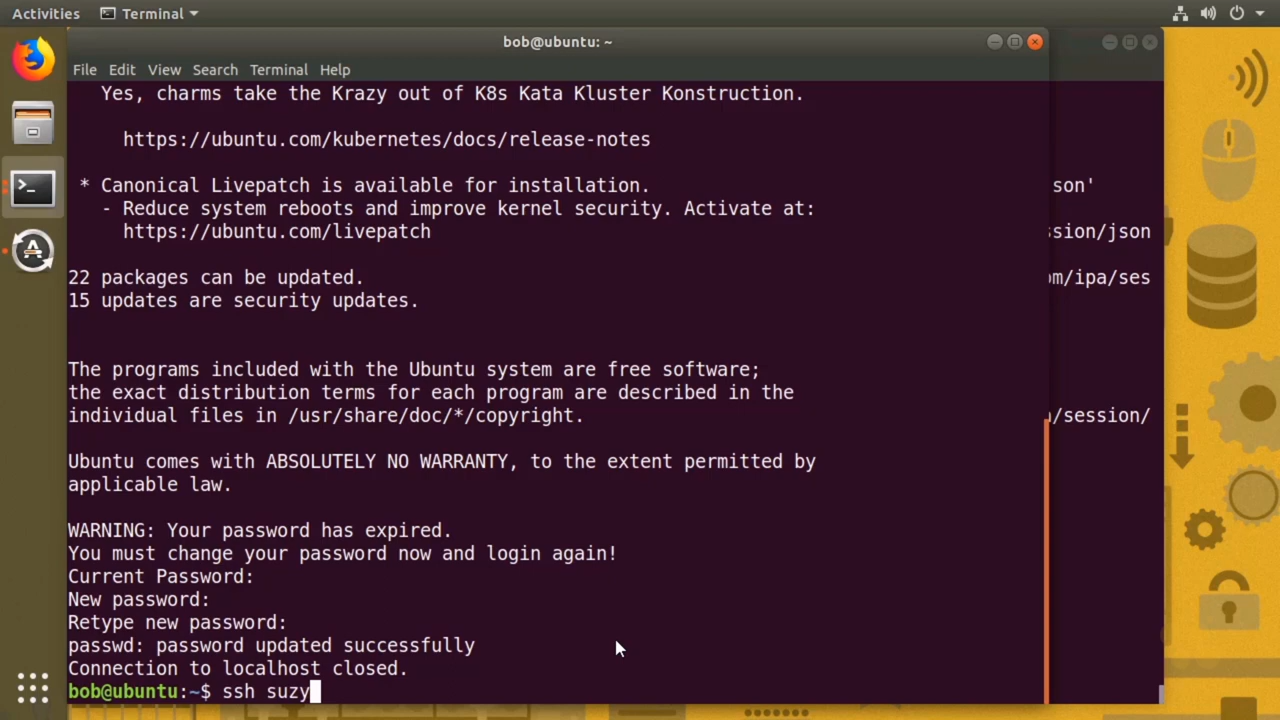 Activities
Terminal
bob@ubuntu: ~
File Edit View Search Terminal Help
Yes, charms take the Krazy out of K8s Kata Kluster Konstruction.
https://ubuntu.com/kubernetes/docs/release-notes
* Canonical Livepatch is available for installation.
son'
- Reduce system reboots and improve kernel security. Activate at:
https://ubuntu.com/livepatch
ssion/json
22 packages can be updated.
om/ipa/ses
15 updates are security updates.
The programs included with the Ubuntu system are free software;
the exact distribution terms for each program are described in the
individual files in /usr/share/doc/*/copyright.
/session/
Ubuntu comes with ABSOLUTELY NO WARRANTY, to the extent permitted by
applicable law.
WARNING: Your password has expired.
You must change your password now and login again!
Current Password:
New password:
Retype new password:
passwd: password updated successfully
Connection to localhost closed.
bob@ubuntu:~$ ssh suzy